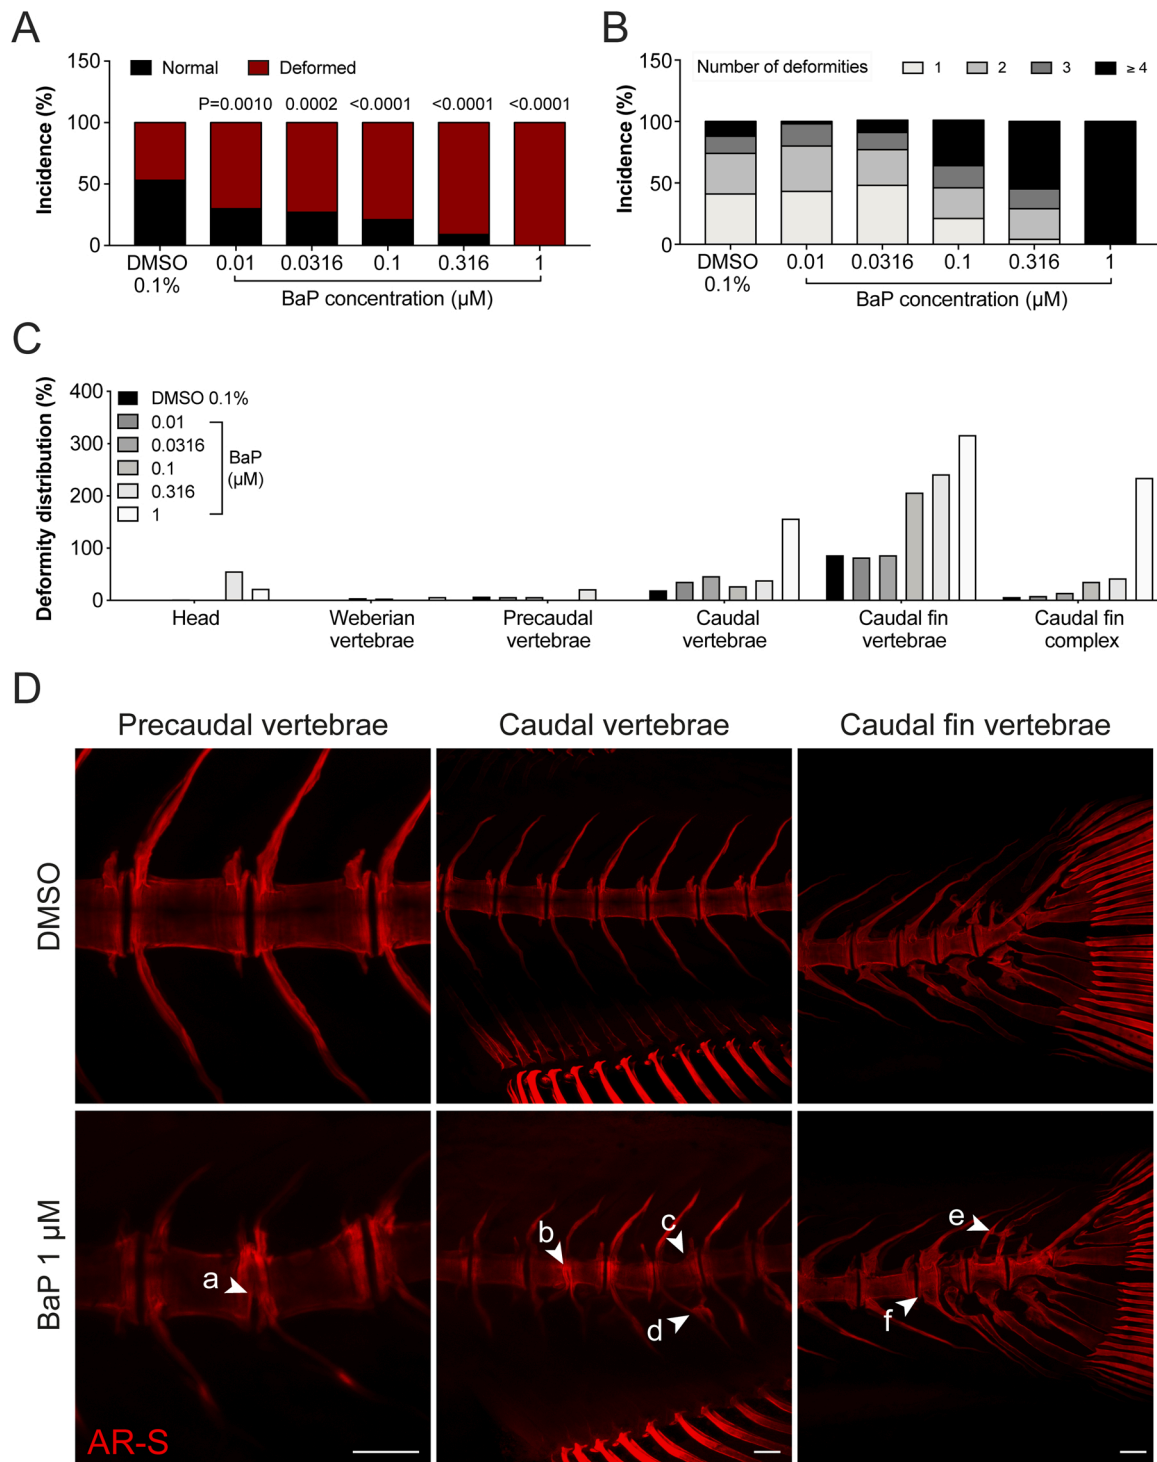 A
150
100
50
0
Incidence (%)
Normal
Deformed
P=0.0010 0.0002 <0.0001 <0.0001 <0.0001
DMSO 0.01 0.0316 0.1 0.316 1
0.1%
BaP concentration (µM)
B
150
100
50
0
Incidence (%)
Number of deformities 1 2 3 ≥ 4
DMSO 0.01 0.0316 0.1 0.316 1
0.1%
BaP concentration (µM)
C
400
300
200
100
0
Deformity distribution (%)
DMSO 0.1%
0.01
0.0316
0.1
0.316
1
BaP
(µM)
Head
Weberian
vertebrae
Precaudal
vertebrae
Caudal
vertebrae
Caudal fin
vertebrae
Caudal fin
complex
D
Precaudal vertebrae
Caudal vertebrae
Caudal fin vertebrae
DMSO
BaP 1 µM
a
b
c
d
e
f
AR-S